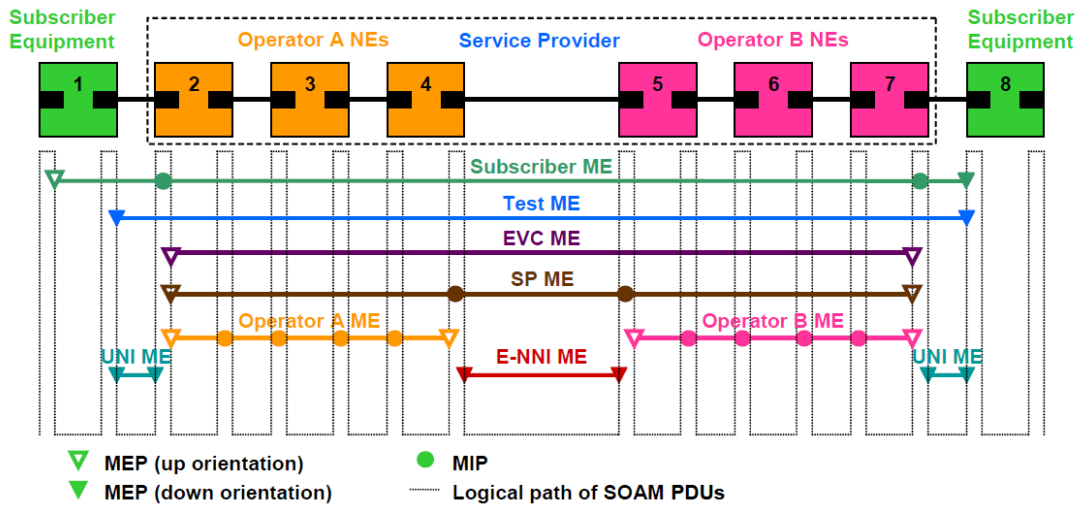 Subscriber
Equipment
Operator A NEs
Service Provider
Operator B NEs
Subscriber
Equipment
1
2
3
4
5
6
7
8
Subscriber ME
Test ME
EVC ME
SP ME
Operator A ME
Operator B ME
UNI ME
E-NNI ME
UNI ME
MEP (up orientation)
MIP
MEP (down orientation)
Logical path of SOAM PDUs